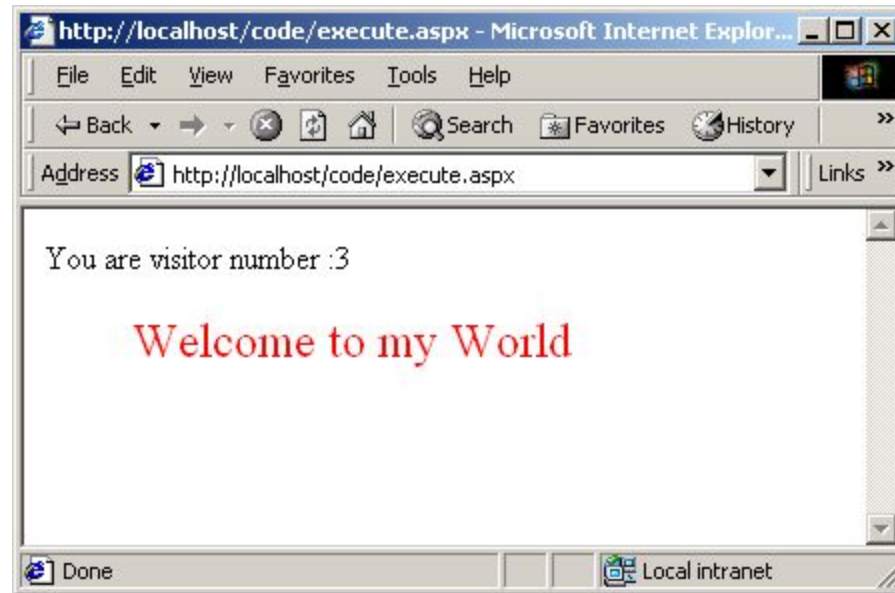 http://localhost/code/execute.aspx - Microsoft Internet Explor...
File Edit View Favorites Tools Help
Back Search Favorites History »
Address http://localhost/code/execute.aspx Links »
You are visitor number :3
Welcome to my World
Done Local intranet